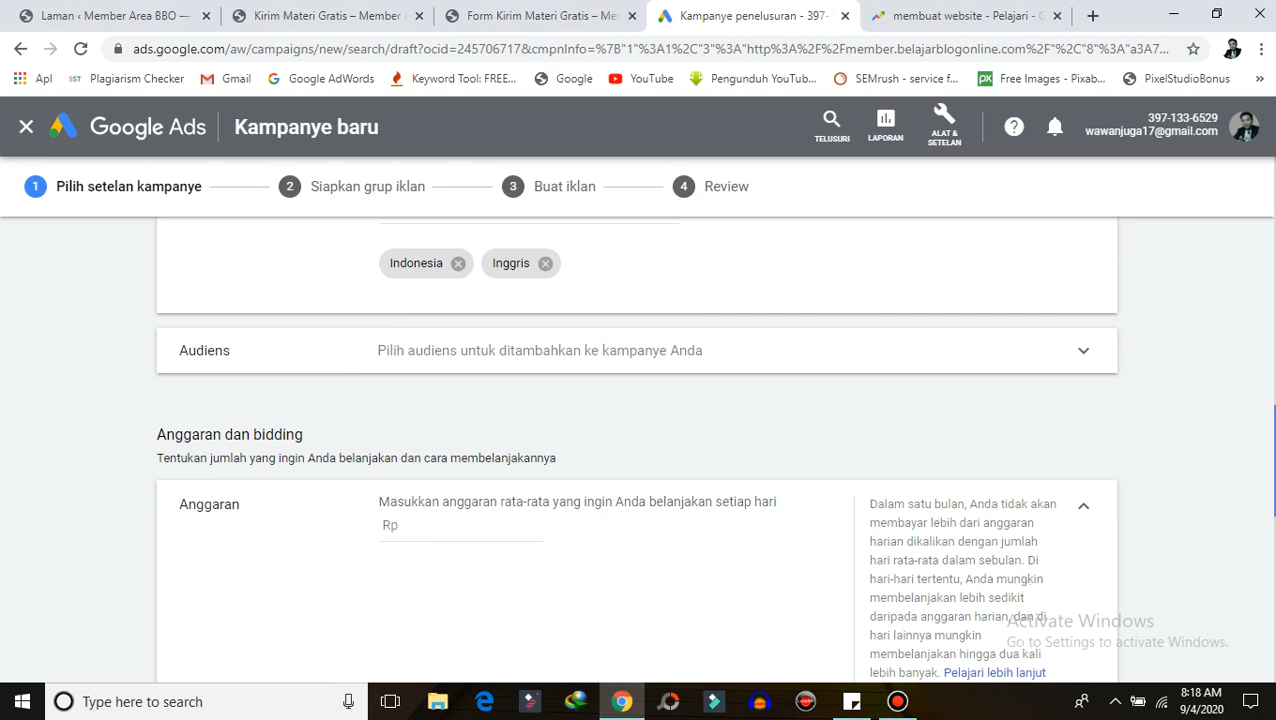 Laman ‹ Member Area BBO —
Kirim Materi Gratis – Membe
Form Kirim Materi Gratis – Me
Kampanye penelusuran - 397-
membuat website - Pelajari - G
ads.google.com/aw/campaigns/new/search/draft?ocid=245706717&cmpnInfo=%7B"1"%3A1%2C"3"%3A"http%3A%2F%2Fmember.belajarblogonline.com%2F"%2C"8"%3A"a3A7...
Apl
SST Plagiarism Checker
Gmail
Google AdWords
Keyword Tool: FREE...
Google
YouTube
Pengunduh YouTub...
SEMrush - service f...
px Free Images - Pixab...
PixelStudioBonus
»
Google Ads
Kampanye baru
TELUSURI
LAPORAN
ALAT &
SETELAN
397-133-6529
wawanjuga17@gmail.com
1 Pilih setelan kampanye
2 Siapkan grup iklan
3 Buat iklan
4 Review
Indonesia
Inggris
Audiens
Pilih audiens untuk ditambahkan ke kampanye Anda
Anggaran dan bidding
Tentukan jumlah yang ingin Anda belanjakan dan cara membelanjakannya
Anggaran
Masukkan anggaran rata-rata yang ingin Anda belanjakan setiap hari
Rp
Dalam satu bulan, Anda tidak akan
membayar lebih dari anggaran
harian dikalikan dengan jumlah
hari rata-rata dalam sebulan. Di
hari-hari tertentu, Anda mungkin
membelanjakan lebih sedikit
daripada anggaran harian, dan di
hari lainnya mungkin
membelanjakan hingga dua kali
lebih banyak. Pelajari lebih lanjut
Activate Windows
Go to Settings to activate Windows.
Type here to search
8:18 AM
9/4/2020